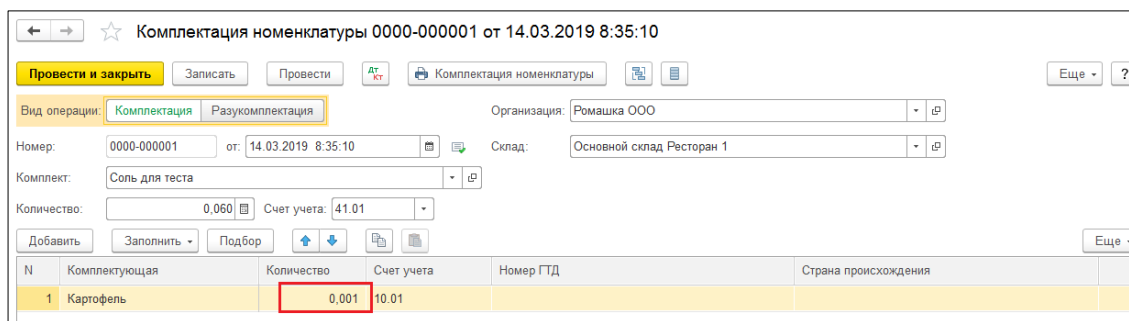 Комплектация номенклатуры 0000-000001 от 14.03.2019 8:35:10
Провести и закрыть Записать Провести Дт Кт Комплектация номенклатуры Еще ?
Вид операции: Комплектация Разукомплектация Организация: Ромашка ООО
Номер: 0000-000001 от: 14.03.2019 8:35:10 Склад: Основной склад Ресторан 1
Комплект: Соль для теста
Количество: 0,060 Счет учета: 41.01
Добавить Заполнить Подбор Еще
N Комплектующая Количество Счет учета Номер ГТД Страна происхождения
1 Картофель 0,001 10.01